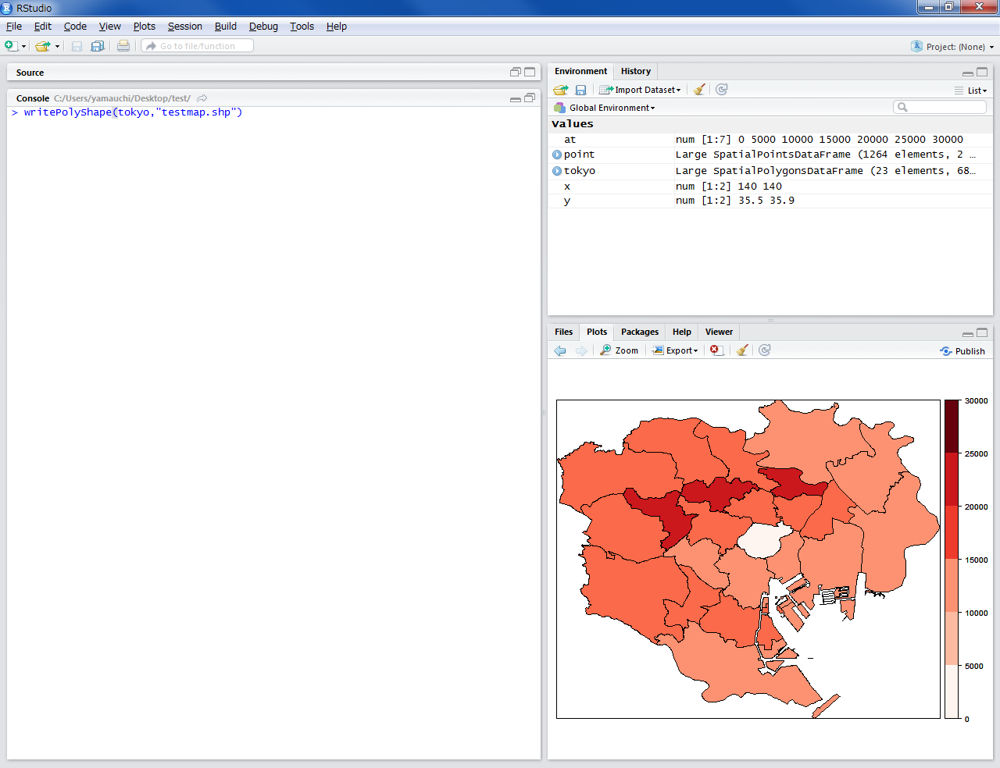 RStudio
File Edit Code View Plots Session Build Debug Tools Help
Go to file/function
Project: (None)
Source
Console C:/Users/yamauchi/Desktop/test/
> writePolyShape(tokyo,"testmap.shp")
Environment History
Import Dataset
List
Global Environment
Values
at num [1:7] 0 5000 10000 15000 20000 25000 30000
point Large SpatialPointsDataFrame (1264 elements, 2 …
tokyo Large SpatialPolygonsDataFrame (23 elements, 68…
x num [1:2] 140 140
y num [1:2] 35.5 35.9
Files Plots Packages Help Viewer
Zoom Export Publish
30000
25000
20000
15000
10000
5000
0